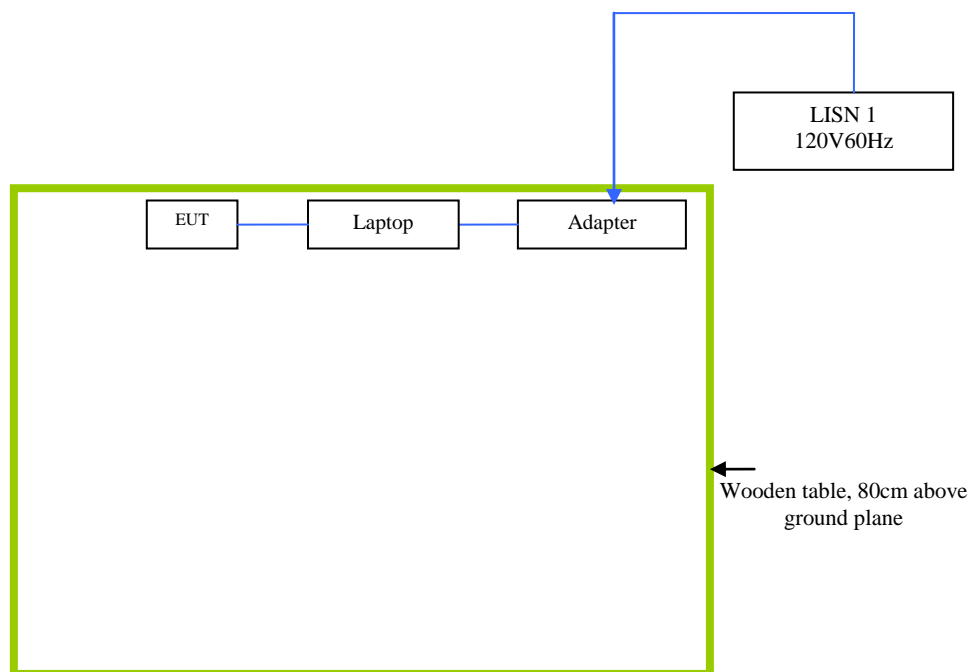 LISN 1
120V60Hz
EUT
Laptop
Adapter
Wooden table, 80cm above
ground plane